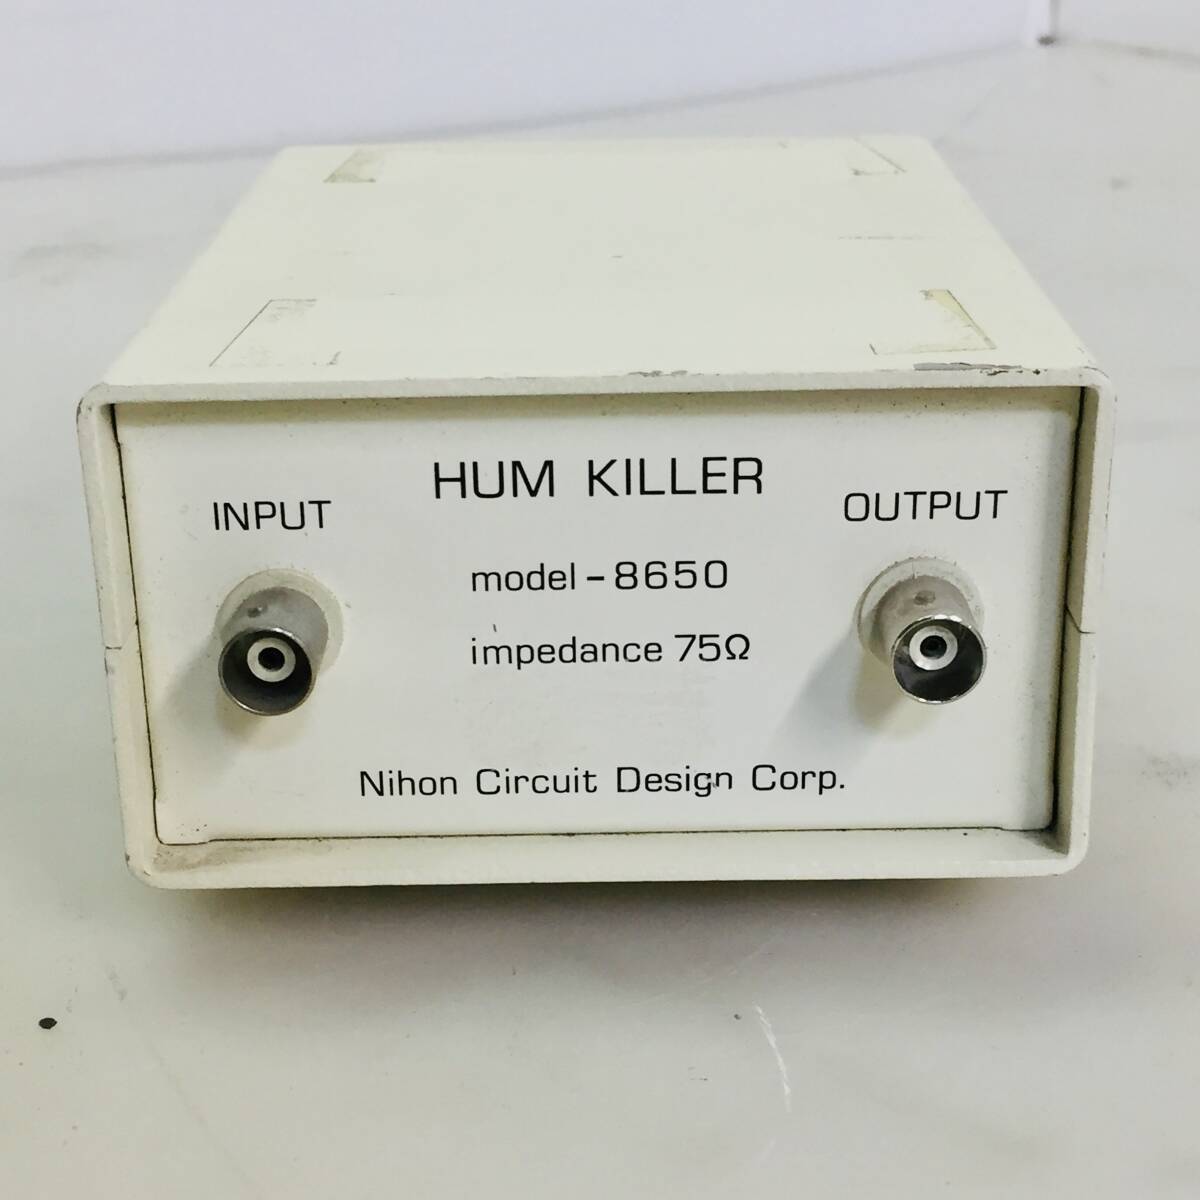 HUM KILLER
INPUT
OUTPUT
model-8650
impedance 75Ω
Nihon Circuit Design Corp.